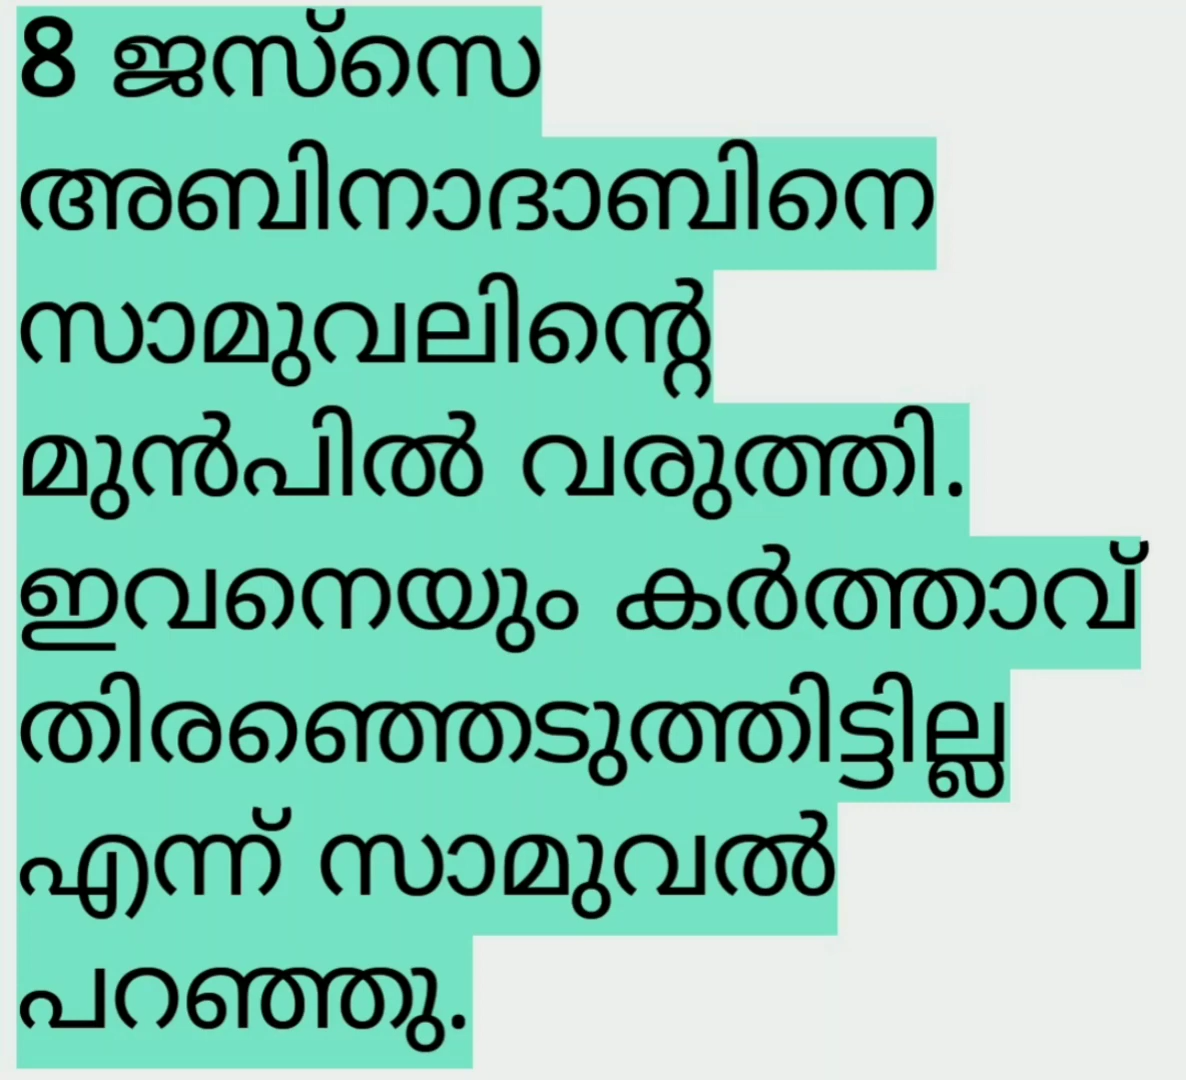 8 ജസ്സെ
അബിനാദാബിനെ
സാമുവലിന്റെ
മുൻപിൽ വരുത്തി.
ഇവനെയും കർത്താവ്
തിരഞ്ഞെടുത്തിട്ടില്ല
എന്ന് സാമുവൽ
പറഞ്ഞു.